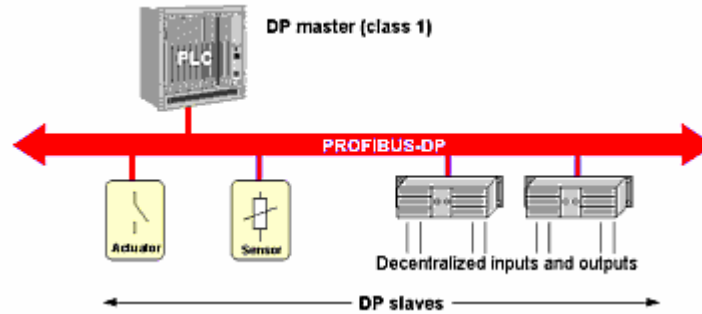 DP master (class 1)
PLC
PROFIBUS-DP
Actuator
Sensor
Decentralized inputs and outputs
DP slaves